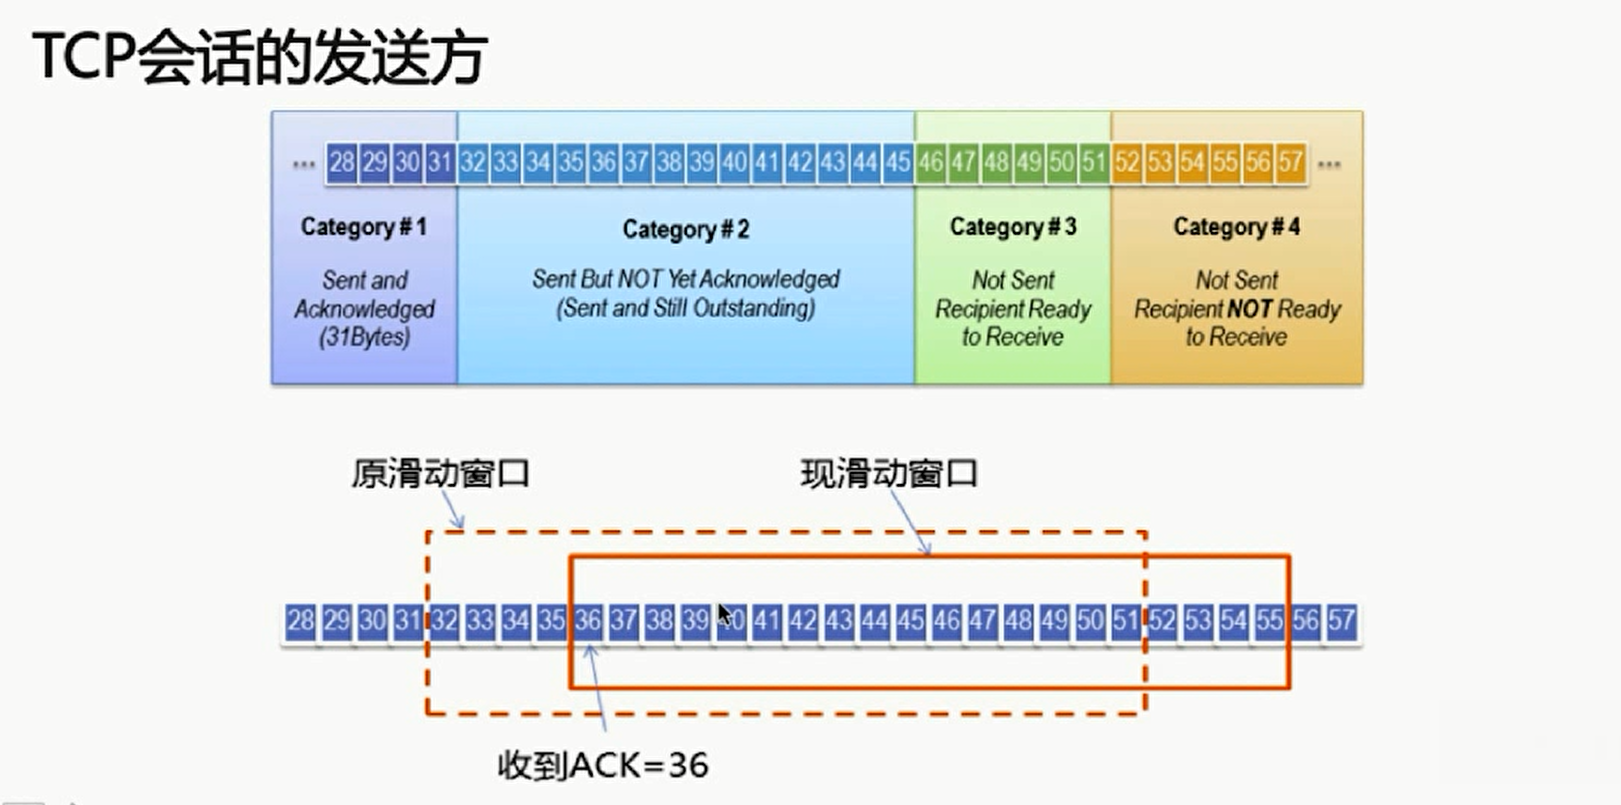 TCP会话的发送方
... 28 29 30 31 32 33 34 35 36 37 38 39 40 41 42 43 44 45 46 47 48 49 50 51 52 53 54 55 56 57 ...
Category # 1
Sent and
Acknowledged
(31Bytes)
Category # 2
Sent But NOT Yet Acknowledged
(Sent and Still Outstanding)
Category # 3
Not Sent
Recipient Ready
to Receive
Category # 4
Not Sent
Recipient NOT Ready
to Receive
原滑动窗口
现滑动窗口
28 29 30 31 32 33 34 35 36 37 38 39 40 41 42 43 44 45 46 47 48 49 50 51 52 53 54 55 56 57
收到ACK=36